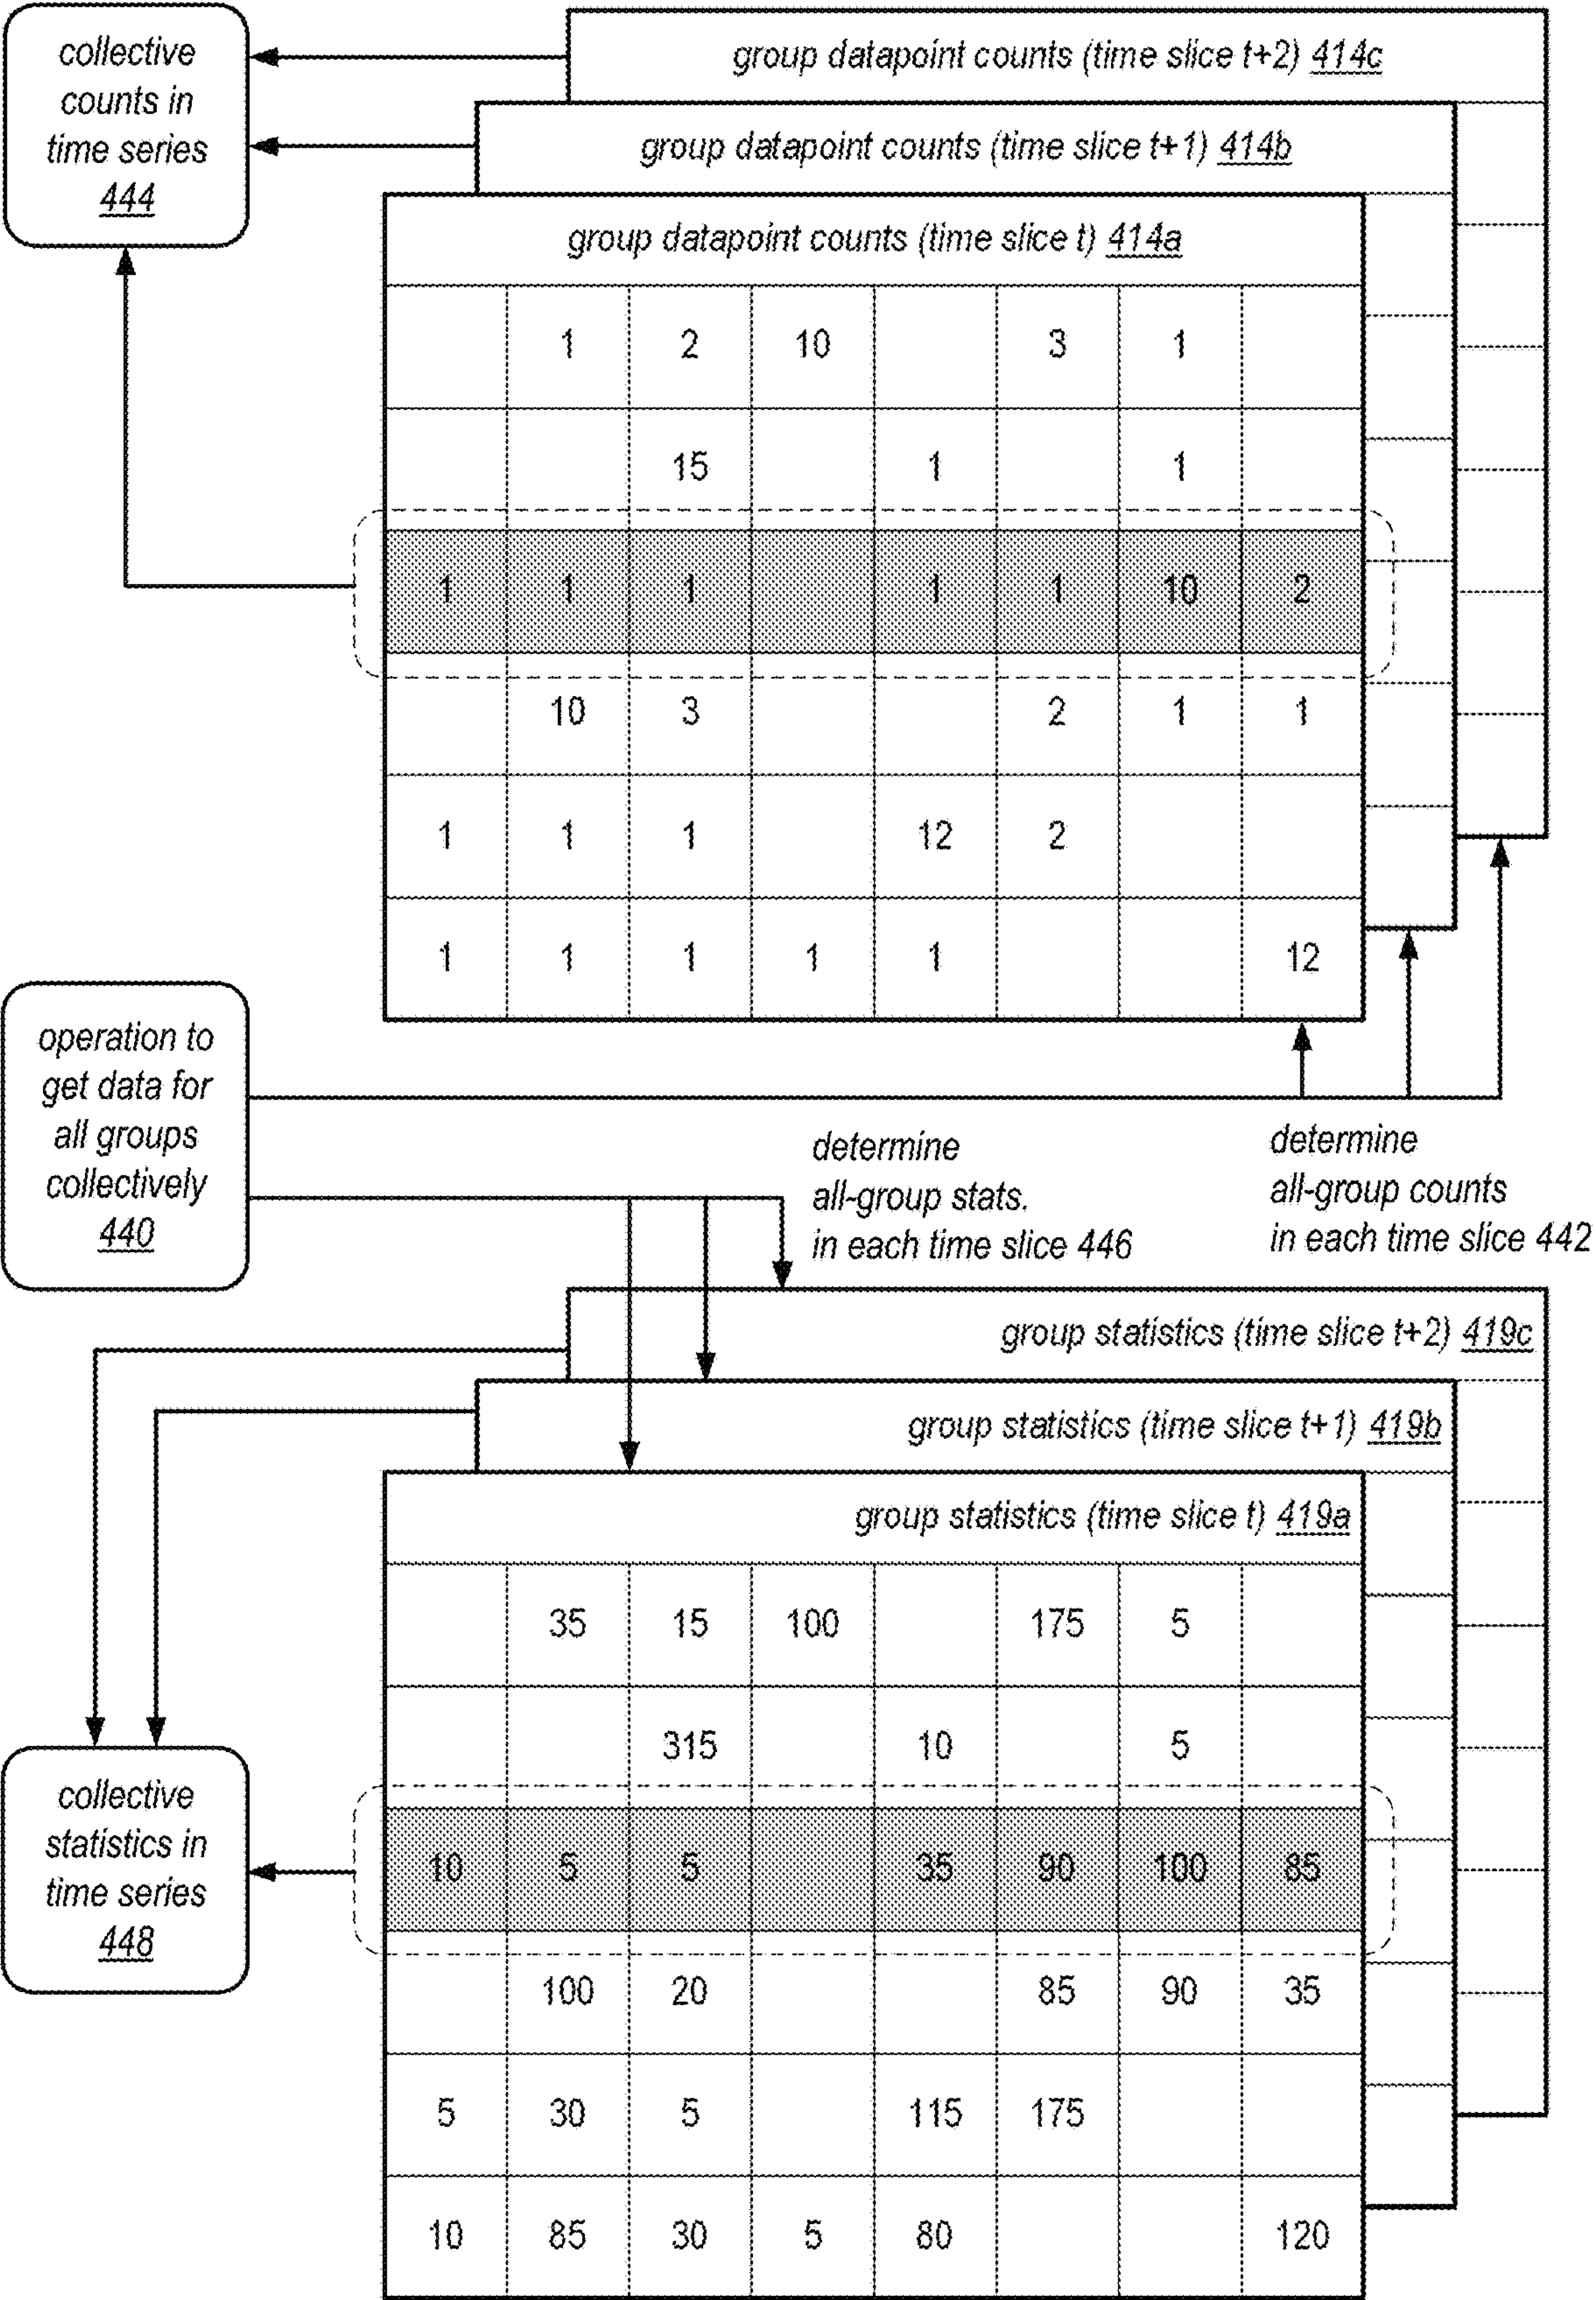 collective
counts in
time series
444
group datapoint counts (time slice t+2) 414c
group datapoint counts (time slice t+1) 414b
group datapoint counts (time slice t) 414a
1 2 10 3 1
15 1 1
1 1 1 1 1 10 2
10 3 2 1 1
1 1 1 12 2
1 1 1 1 1 12
operation to
get data for
all groups
collectively
440
determine
all-group stats.
in each time slice 446
determine
all-group counts
in each time slice 442
group statistics (time slice t+2) 419c
group statistics (time slice t+1) 419b
group statistics (time slice t) 419a
35 15 100 175 5
315 10 5
10 5 5 35 90 100 85
100 20 85 90 35
5 30 5 115 175
10 85 30 5 80 120
collective
statistics in
time series
448